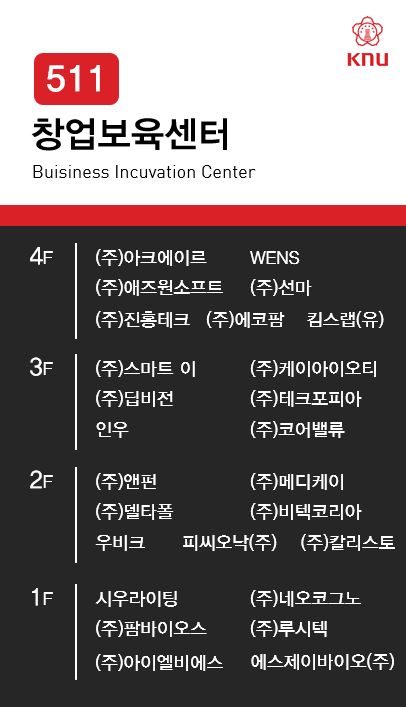 KNU
511
창업보육센터
Buisiness Incuvation Center
4F (주)아크에이르 WENS
(주)애즈원소프트 (주)선마
(주)진흥테크 (주)에코팜 킴스랩(유)
3F (주)스마트 이 (주)케이아이오티
(주)딥비전 (주)테크포피아
인우 (주)코어밸류
2F (주)앤펀 (주)메디케이
(주)델타폴 (주)비텍코리아
우비크 피씨오낙(주) (주)칼리스토
1F 시우라이팅 (주)네오코그노
(주)팜바이오스 (주)루시텍
(주)아이엘비에스 에스제이바이오(주)